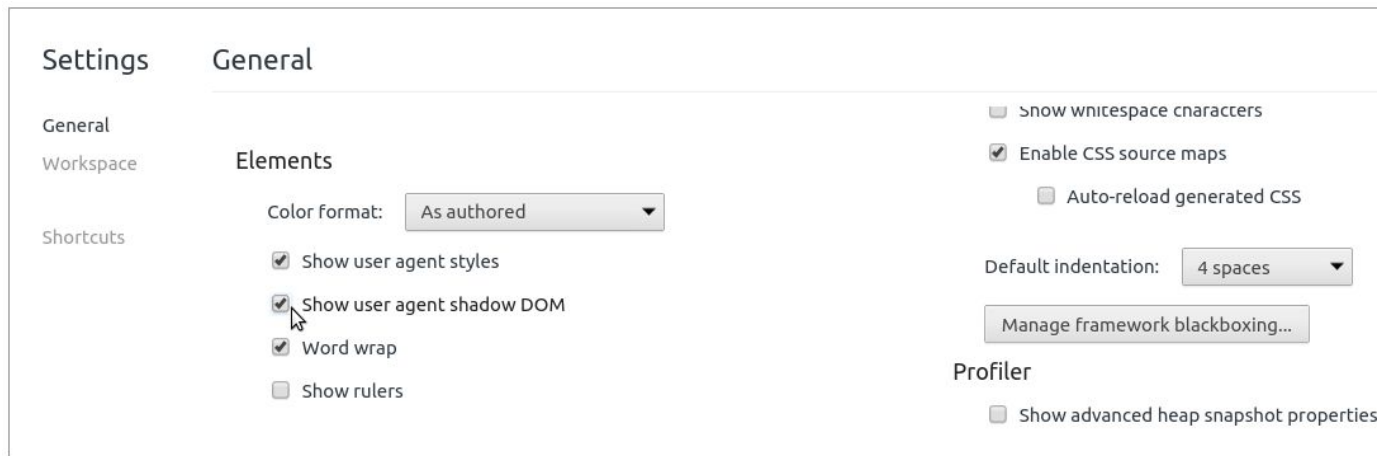 Settings
General
General
Workspace
Shortcuts
Elements
Color format: As authored
Show user agent styles
Show user agent shadow DOM
Word wrap
Show rulers
Show whitespace characters
Enable CSS source maps
Auto-reload generated CSS
Default indentation: 4 spaces
Manage framework blackboxing...
Profiler
Show advanced heap snapshot properties